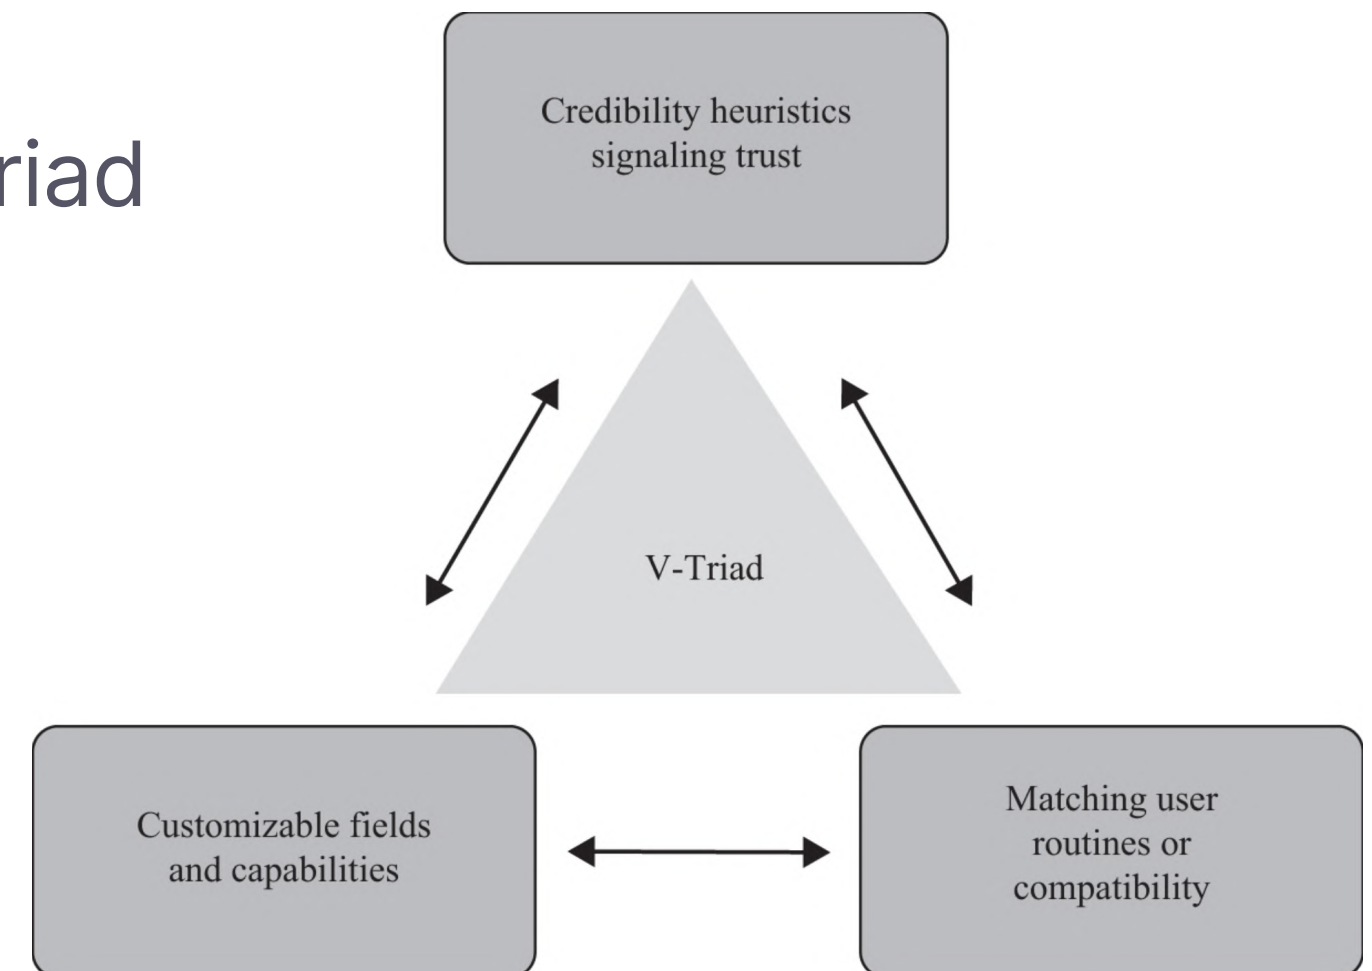 riad
Credibility heuristics
signaling trust
V-Triad
Customizable fields
and capabilities
Matching user
routines or
compatibility